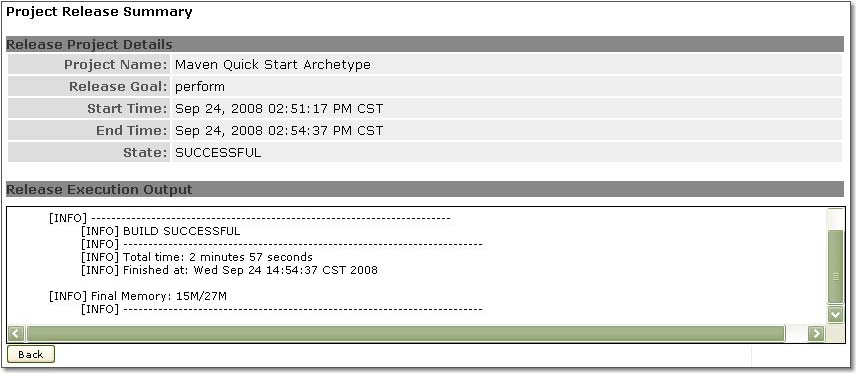 Project Release Summary
Release Project Details
Project Name: Maven Quick Start Archetype
Release Goal: perform
Start Time: Sep 24, 2008 02:51:17 PM CST
End Time: Sep 24, 2008 02:54:37 PM CST
State: SUCCESSFUL
Release Execution Output
[INFO] ------------------------------------------------------------------------
[INFO] BUILD SUCCESSFUL
[INFO] ------------------------------------------------------------------------
[INFO] Total time: 2 minutes 57 seconds
[INFO] Finished at: Wed Sep 24 14:54:37 CST 2008
[INFO] Final Memory: 15M/27M
[INFO] ------------------------------------------------------------------------
Back